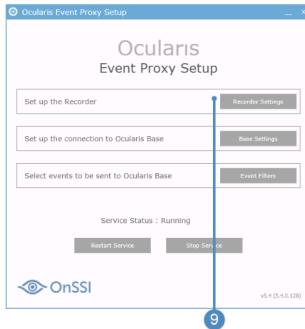 Ocularis Event Proxy Setup
Ocularis
Event Proxy Setup
Set up the Recorder
Recorder Settings
Set up the connection to Ocularis Base
Base Settings
Select events to be sent to Ocularis Base
Event Filters
Service Status : Running
Restart Service
Stop Service
OnSSI
v5.4 (5.4.0.128)
9